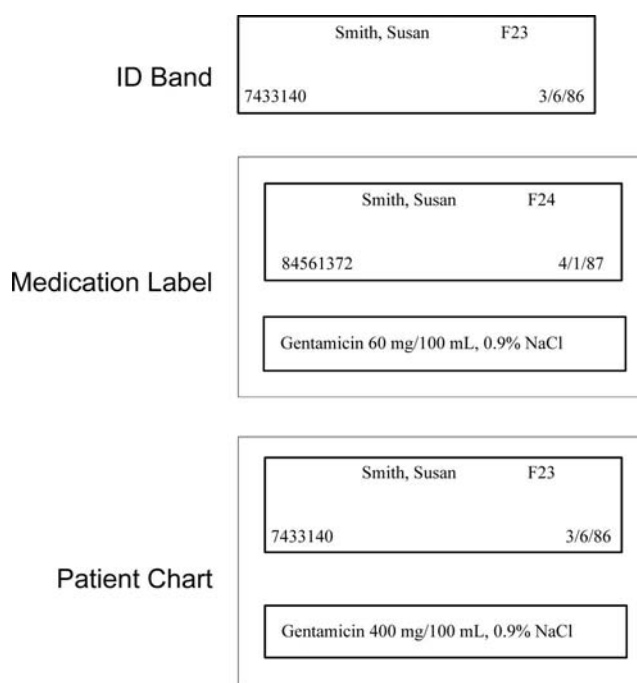 Smith, Susan F23
ID Band
7433140 3/6/86
Smith, Susan F24
84561372 4/1/87
Medication Label
Gentamicin 60 mg/100 mL, 0.9% NaCl
Smith, Susan F23
7433140 3/6/86
Patient Chart
Gentamicin 400 mg/100 mL, 0.9% NaCl